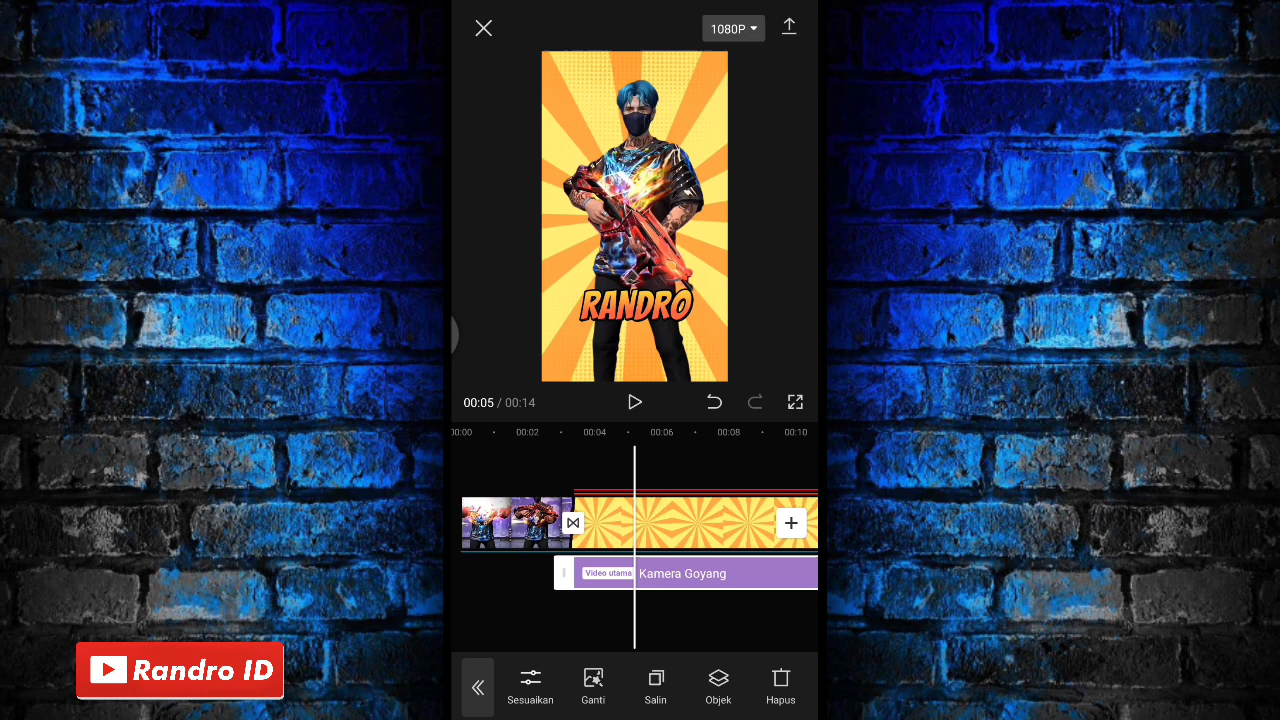 1080P
RANDRO
00:05 / 00:14
00:00 00:02 00:04 00:06 00:08 00:10
Video utama Kamera Goyang
Sesuaikan Ganti Salin Objek Hapus
Randro ID